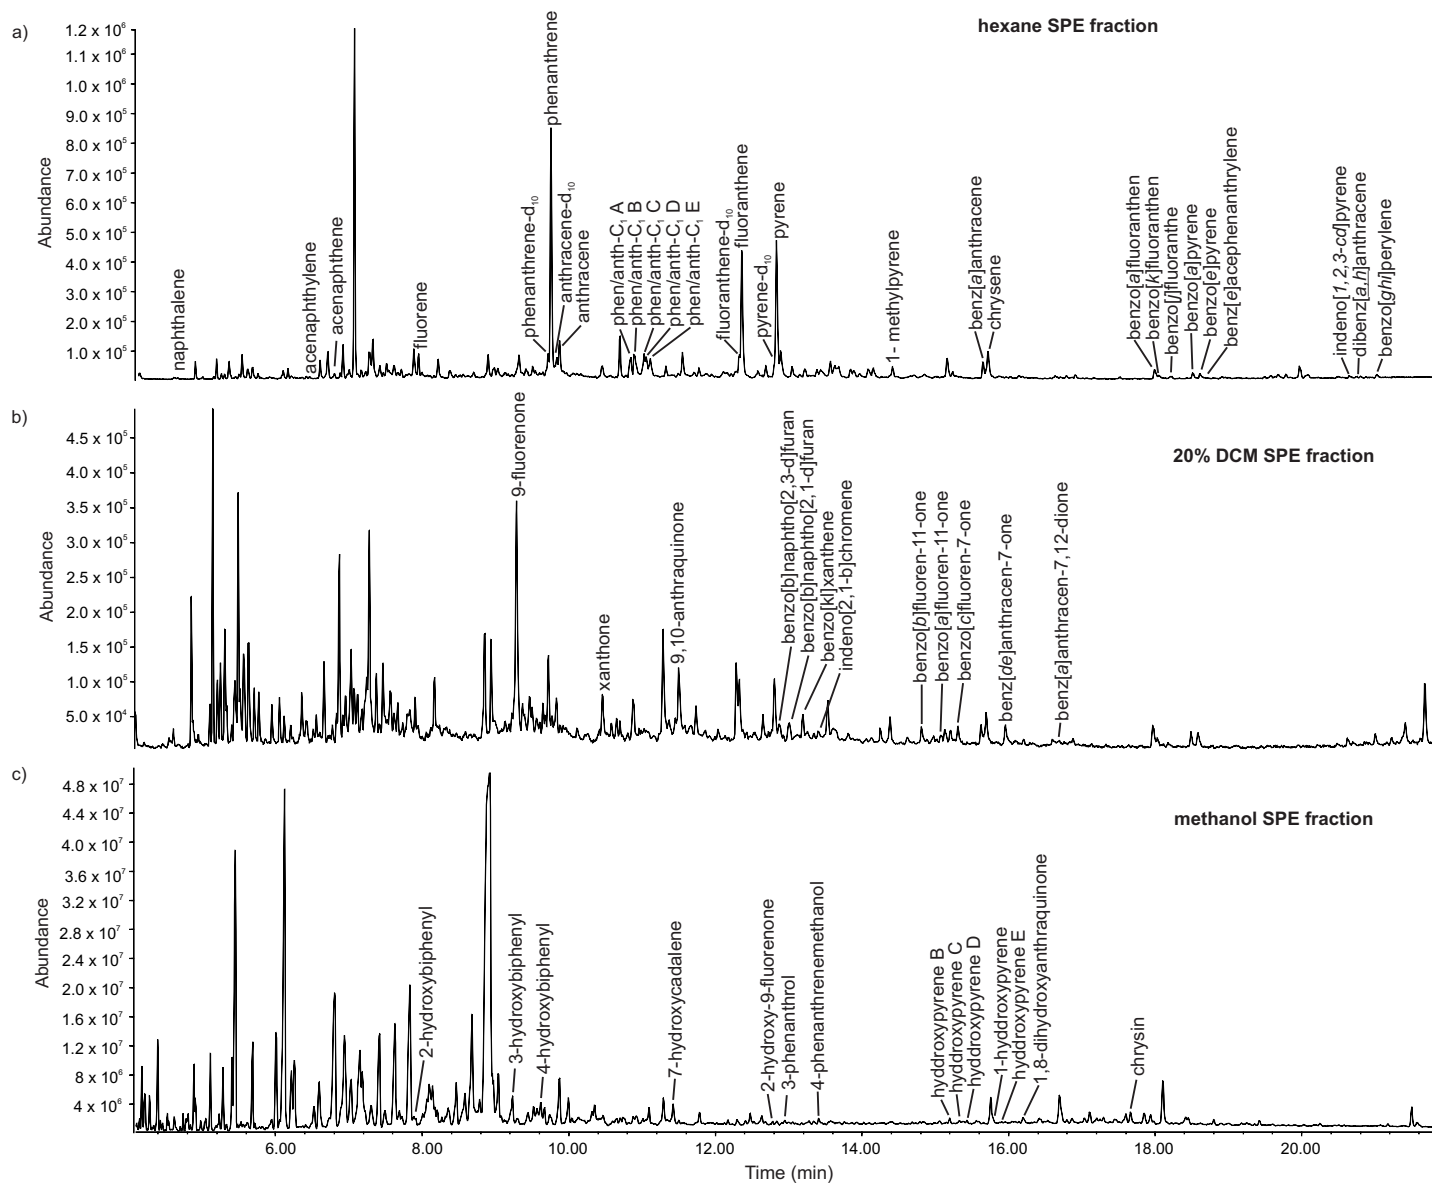 a)
hexane SPE fraction
Abundance
1.2 x 10⁶
1.1 x 10⁶
1.0 x 10⁶
9.0 x 10⁵
8.0 x 10⁵
7.0 x 10⁵
6.0 x 10⁵
5.0 x 10⁵
4.0 x 10⁵
3.0 x 10⁵
2.0 x 10⁵
1.0 x 10⁵
naphthalene
acenaphthylene
acenaphthene
fluorene
phenanthrene-d₁₀
phenanthrene
anthracene-d₁₀
anthracene
phen/anth-C₁ A
phen/anth-C₁ B
phen/anth-C₁ C
phen/anth-C₁ D
phen/anth-C₁ E
fluoranthene-d₁₀
fluoranthene
pyrene-d₁₀
pyrene
1- methylpyrene
benz[a]anthracene
chrysene
benzo[a]fluoranthen
benzo[k]fluoranthen
benzo[j]fluoranthe
benzo[a]pyrene
benzo[e]pyrene
benz[e]acephenanthrylene
indeno[1,2,3-cd]pyrene
dibenz[a,h]anthracene
benzo[ghi]perylene
b)
20% DCM SPE fraction
Abundance
4.5 x 10⁵
4.0 x 10⁵
3.5 x 10⁵
3.0 x 10⁵
2.5 x 10⁵
2.0 x 10⁵
1.5 x 10⁵
1.0 x 10⁵
5.0 x 10⁴
9-fluorenone
xanthone
9,10-anthraquinone
benzo[b]naphtho[2,3-d]furan
benzo[b]naphtho[2,1-d]furan
benzo[kl]xanthene
indeno[2,1-b]chromene
benzo[b]fluoren-11-one
benzo[a]fluoren-11-one
benzo[c]fluoren-7-one
benz[de]anthracen-7-one
benz[a]anthracen-7,12-dione
c)
methanol SPE fraction
Abundance
4.8 x 10⁷
4.4 x 10⁷
4.0 x 10⁷
3.6 x 10⁷
3.2 x 10⁷
2.8 x 10⁷
2.4 x 10⁷
2.0 x 10⁷
1.6 x 10⁷
1.2 x 10⁷
8 x 10⁶
4 x 10⁶
2-hydroxybiphenyl
3-hydroxybiphenyl
4-hydroxybiphenyl
7-hydroxycadalene
2-hydroxy-9-fluorenone
3-phenanthrol
4-phenanthrenemethanol
hyddroxypyrene B
hyddroxypyrene C
hyddroxypyrene D
1-hyddroxypyrene
hyddroxypyrene E
1,8-dihydroxyanthraquinone
chrysin
6.00 8.00 10.00 12.00 14.00 16.00 18.00 20.00
Time (min)